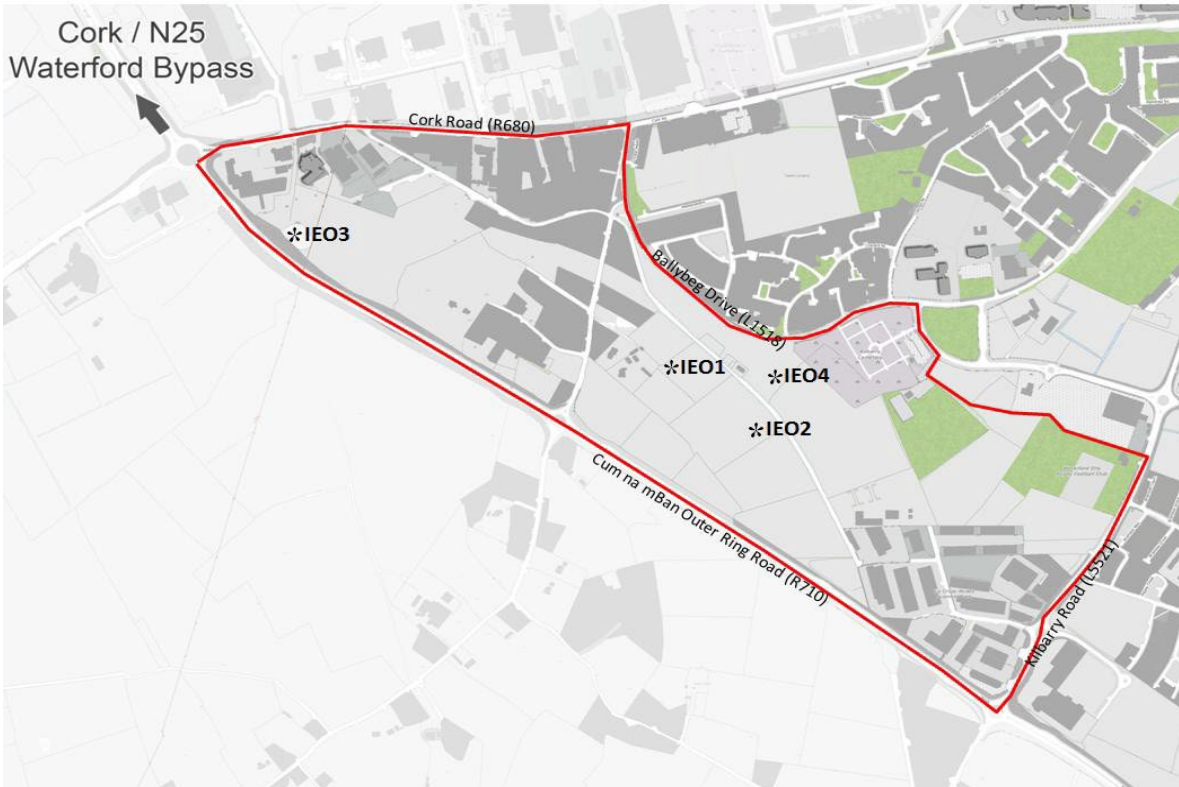 Cork / N25
Waterford Bypass
Cork Road (R680)
IEO3
Ballybeg Drive (L1518)
IEO1
IEO4
IEO2
Cum na mBan Outer Ring Road (R710)
Kilbarry Road (L5521)